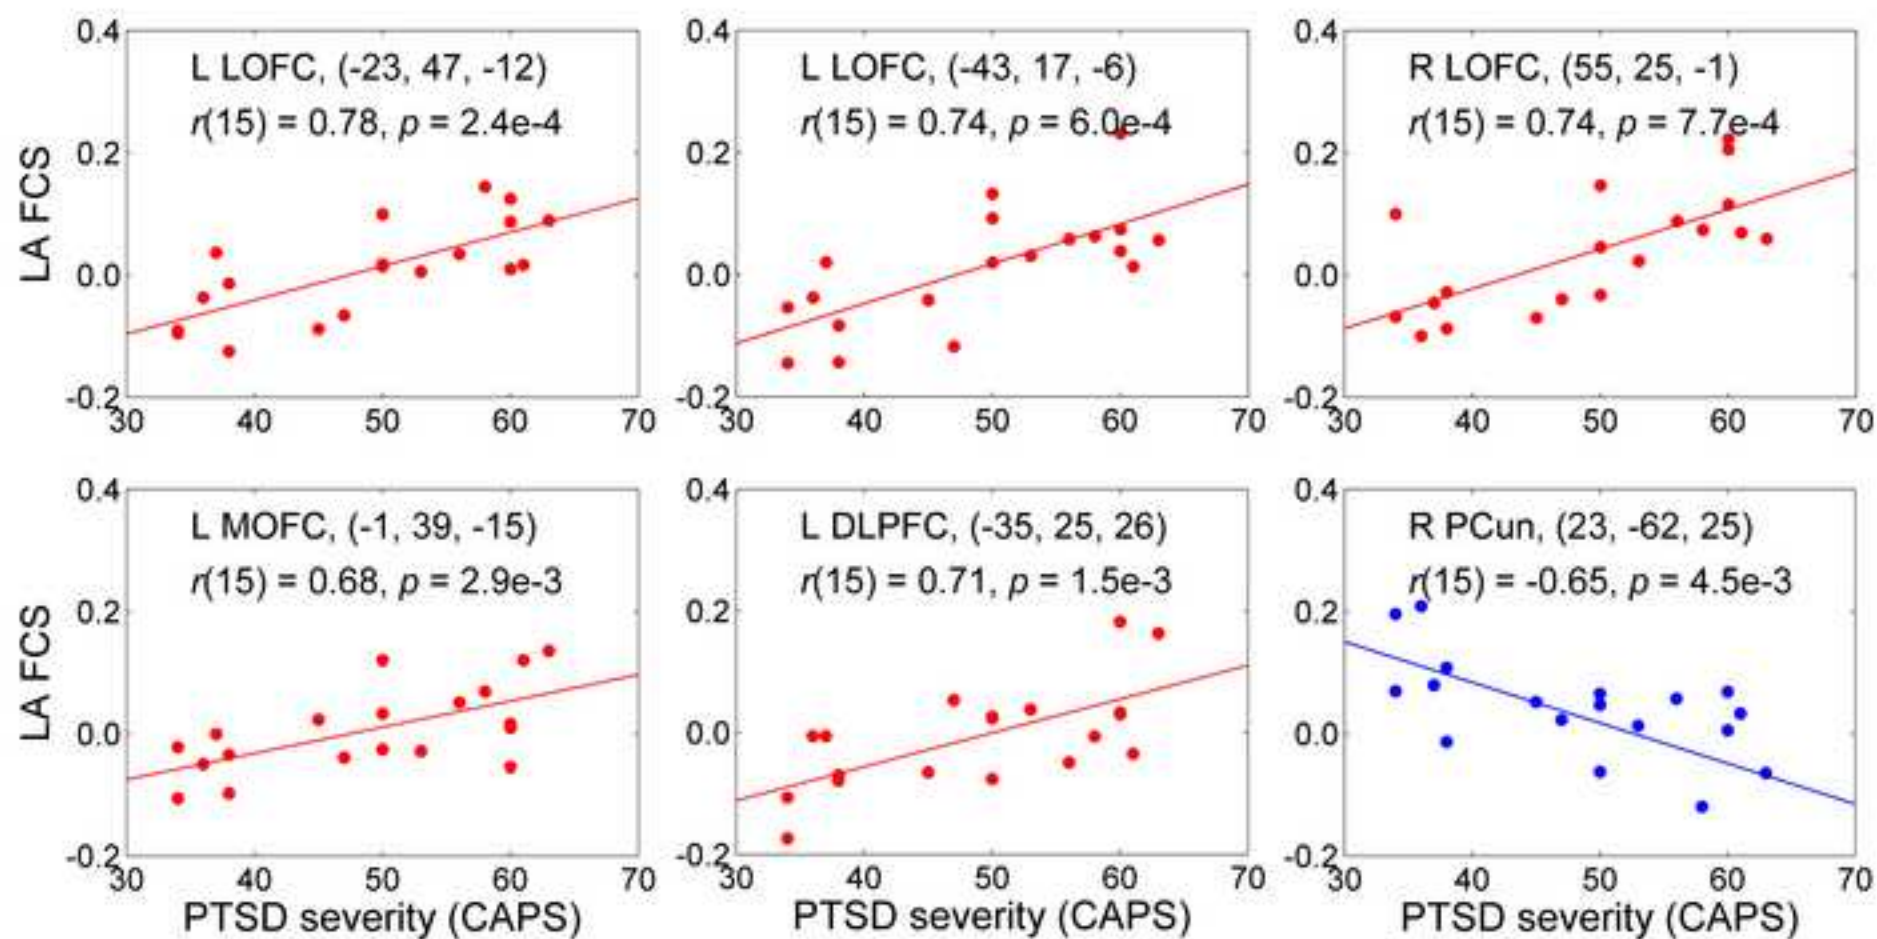 L LOFC, (-23, 47, -12)
r(15) = 0.78, p = 2.4e-4
LA FCS
0.4
0.2
0.0
-0.2
30 40 50 60 70
L LOFC, (-43, 17, -6)
r(15) = 0.74, p = 6.0e-4
0.4
0.2
0.0
-0.2
30 40 50 60 70
R LOFC, (55, 25, -1)
r(15) = 0.74, p = 7.7e-4
0.4
0.2
0.0
-0.2
30 40 50 60 70
L MOFC, (-1, 39, -15)
r(15) = 0.68, p = 2.9e-3
LA FCS
0.4
0.2
0.0
-0.2
30 40 50 60 70
PTSD severity (CAPS)
L DLPFC, (-35, 25, 26)
r(15) = 0.71, p = 1.5e-3
0.4
0.2
0.0
-0.2
30 40 50 60 70
PTSD severity (CAPS)
R PCun, (23, -62, 25)
r(15) = -0.65, p = 4.5e-3
0.4
0.2
0.0
-0.2
30 40 50 60 70
PTSD severity (CAPS)